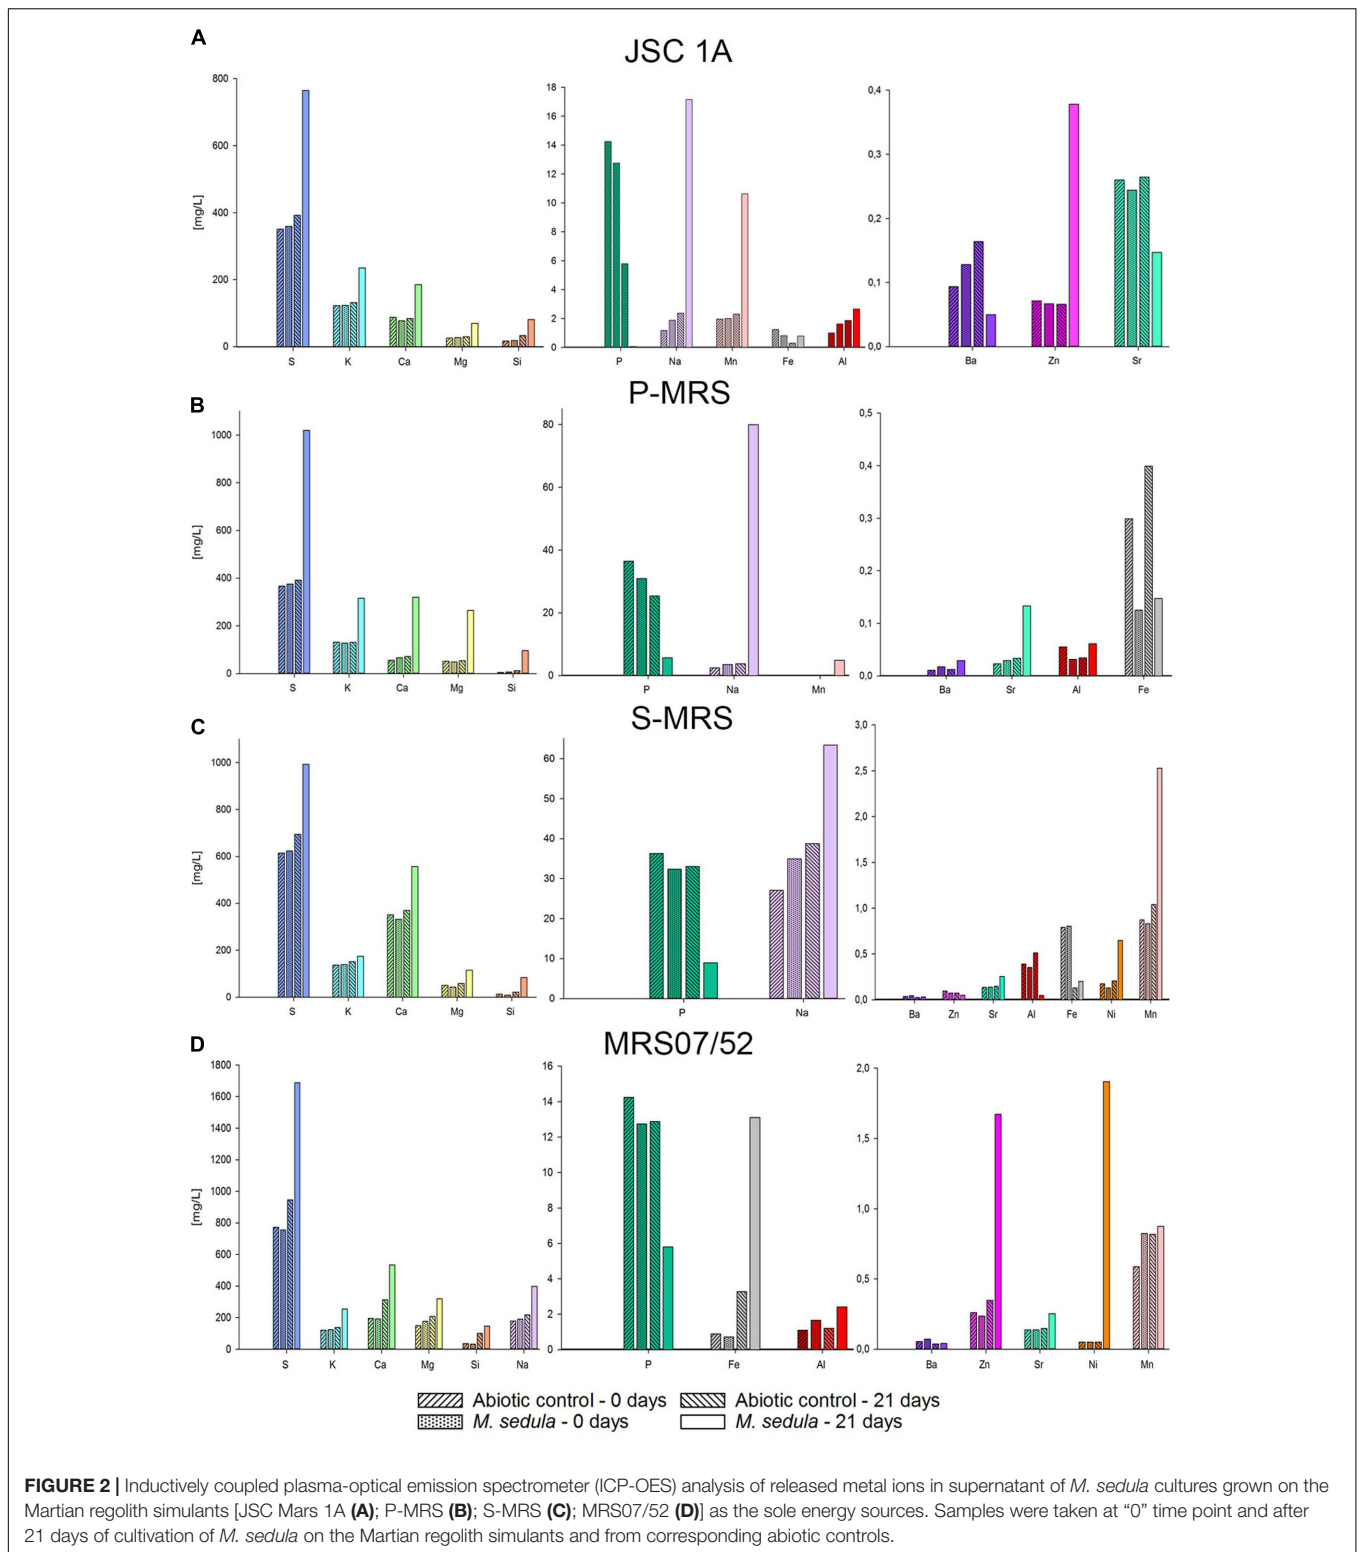 A
JSC 1A
[mg/L]
800
600
400
200
0
S K Ca Mg Si
18
16
14
12
10
8
6
4
2
0
P Na Mn Fe Al
0,4
0,3
0,2
0,1
0,0
Ba Zn Sr
B
P-MRS
[mg/L]
1000
800
600
400
200
0
S K Ca Mg Si
80
60
40
20
0
P Na Mn
0,5
0,4
0,3
0,2
0,1
0,0
Ba Sr Al Fe
C
S-MRS
[mg/L]
1000
800
600
400
200
0
S K Ca Mg Si
60
50
40
30
20
10
0
P Na
3,0
2,5
2,0
1,5
1,0
0,5
0,0
Ba Zn Sr Al Fe Ni Mn
D
MRS07/52
[mg/L]
1800
1600
1400
1200
1000
800
600
400
200
0
S K Ca Mg Si Na
16
14
12
10
8
6
4
2
0
P Fe Al
2,0
1,5
1,0
0,5
0,0
Ba Zn Sr Ni Mn
Abiotic control - 0 days Abiotic control - 21 days
M. sedula - 0 days M. sedula - 21 days
FIGURE 2 | Inductively coupled plasma-optical emission spectrometer (ICP-OES) analysis of released metal ions in supernatant of M. sedula cultures grown on the
Martian regolith simulants [JSC Mars 1A (A); P-MRS (B); S-MRS (C); MRS07/52 (D)] as the sole energy sources. Samples were taken at “0” time point and after
21 days of cultivation of M. sedula on the Martian regolith simulants and from corresponding abiotic controls.